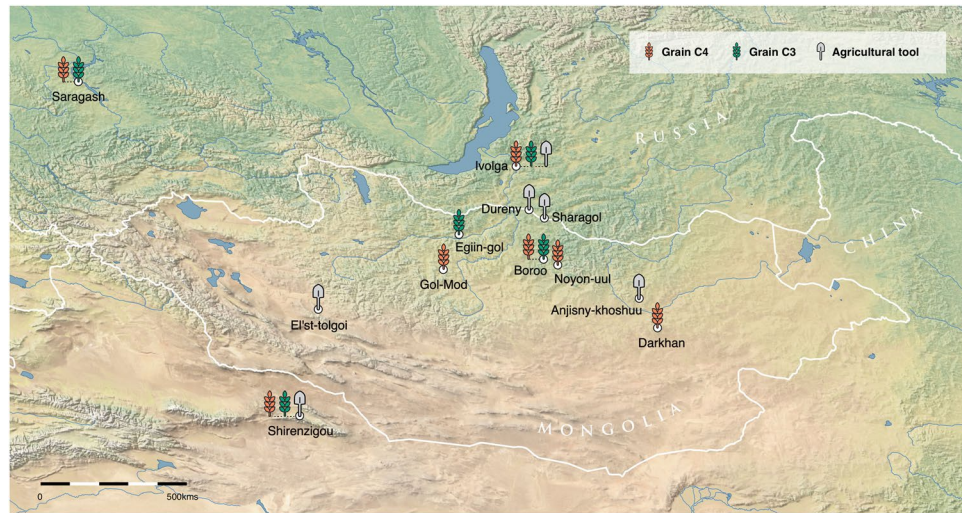 Grain C4
Grain C3
Agricultural tool
Saragash
RUSSIA
Ivolga
Dureny
Sharagol
CHINA
Egiin-gol
Gol-Mod
Boroo
Noyon-uul
Anjisny-khoshuu
El'st-tolgoi
Darkhan
MONGOLIA
Shirenzigou
0
500kms